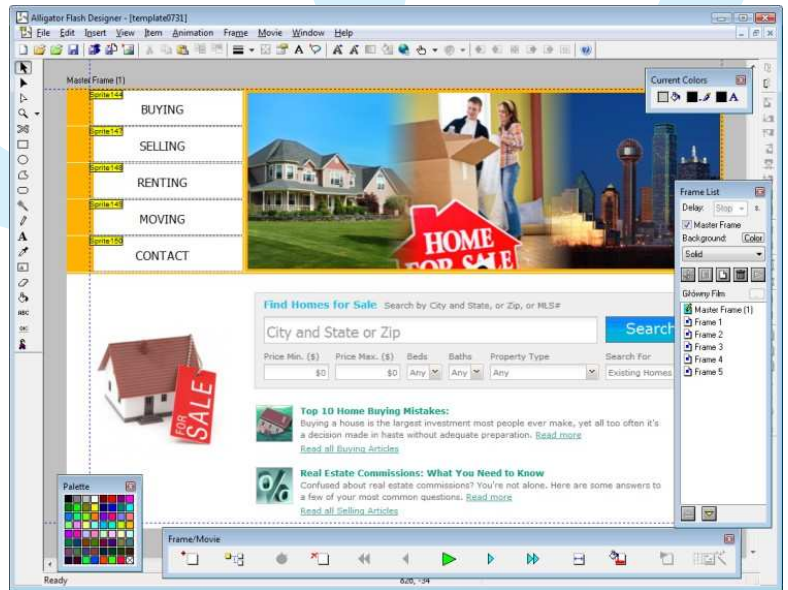 Alligator Flash Designer - [template0731]
File Edit Insert View Item Animation Frame Movie Window Help
Master Frame (1)
Current Colors
Sprite144
BUYING
Sprite147
SELLING
Sprite148
RENTING
Sprite149
MOVING
Sprite150
CONTACT
HOME
FOR SALE
Frame List
Delay: Stop s.
Master Frame
Background: Color
Solid
Główny Film ...
Master Frame (1)
Frame 1
Frame 2
Frame 3
Frame 4
Frame 5
Find Homes for Sale Search by City and State, or Zip, or MLS#
City and State or Zip
Search
Price Min. ($) Price Max. ($) Beds Baths Property Type Search For
$0 $0 Any Any Any Existing Homes
FOR
SALE
Top 10 Home Buying Mistakes:
Buying a house is the largest investment most people ever make, yet all too often it's
a decision made in haste without adequate preparation. Read more
Read all Buying Articles
Real Estate Commissions: What You Need to Know
Confused about real estate commissions? You're not alone. Here are some answers to
a few of your most common questions. Read more
Read all Selling Articles
Palette
Frame/Movie
Ready